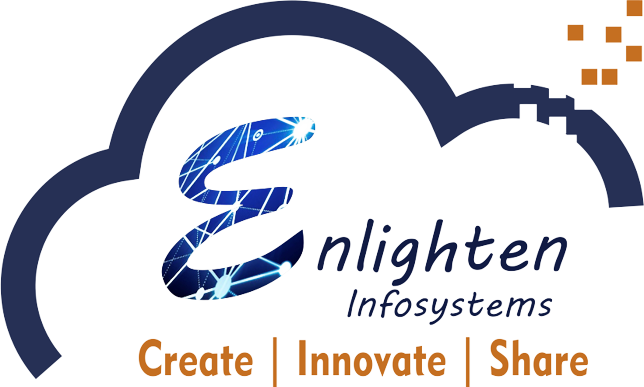 Enlighten
Infosystems
Create | Innovate | Share